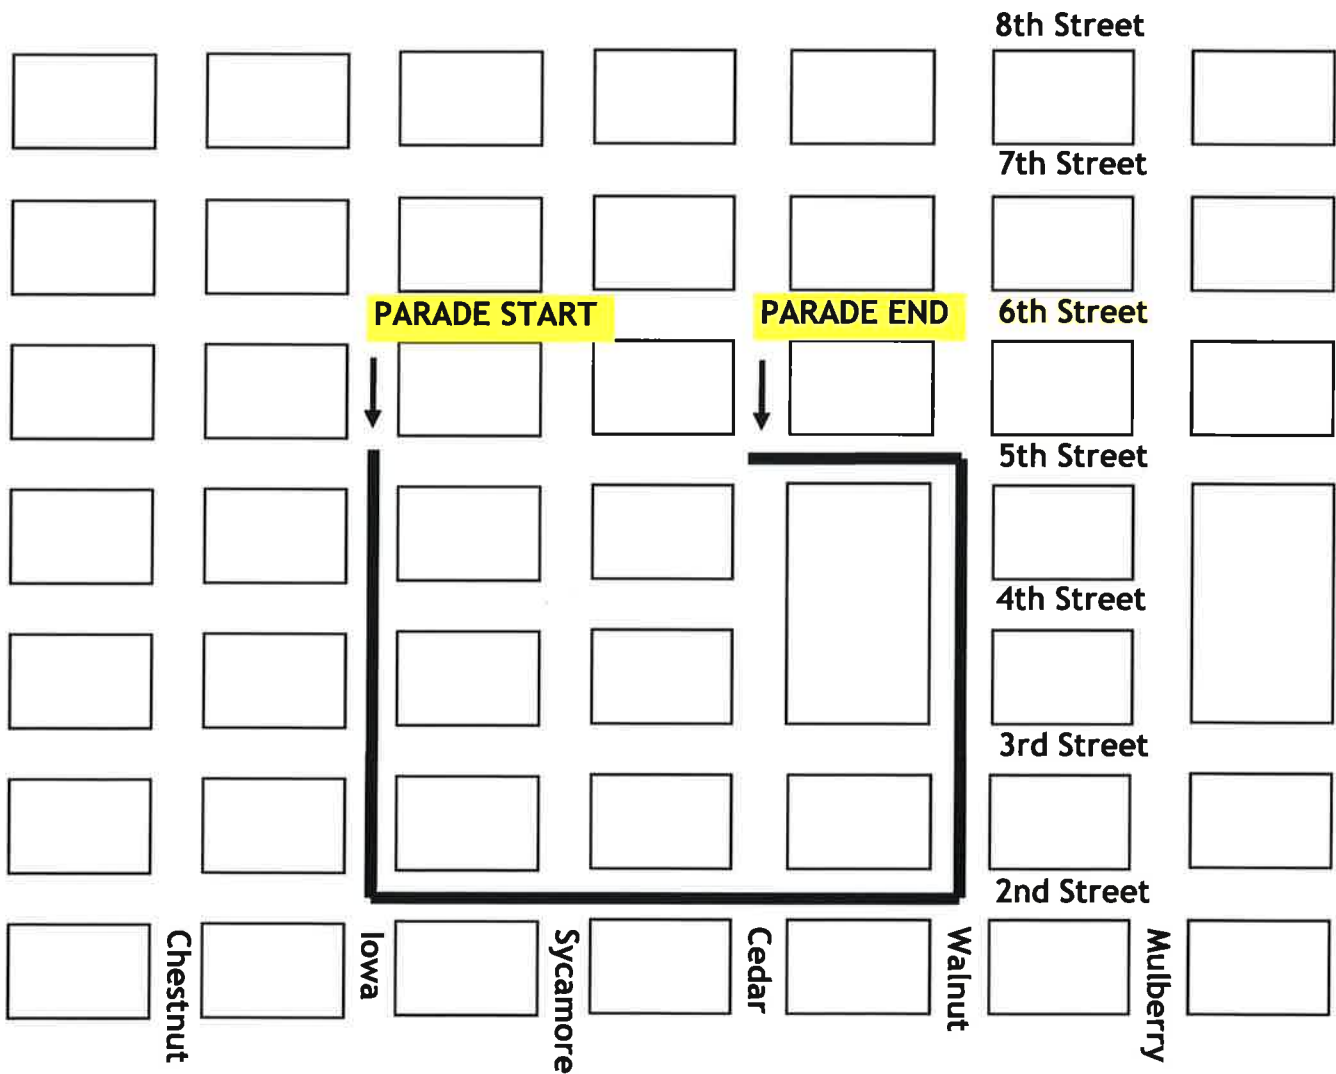 8th Street
7th Street
PARADE START
PARADE END
6th Street
5th Street
4th Street
3rd Street
2nd Street
Chestnut
Iowa
Sycamore
Cedar
Walnut
Mulberry